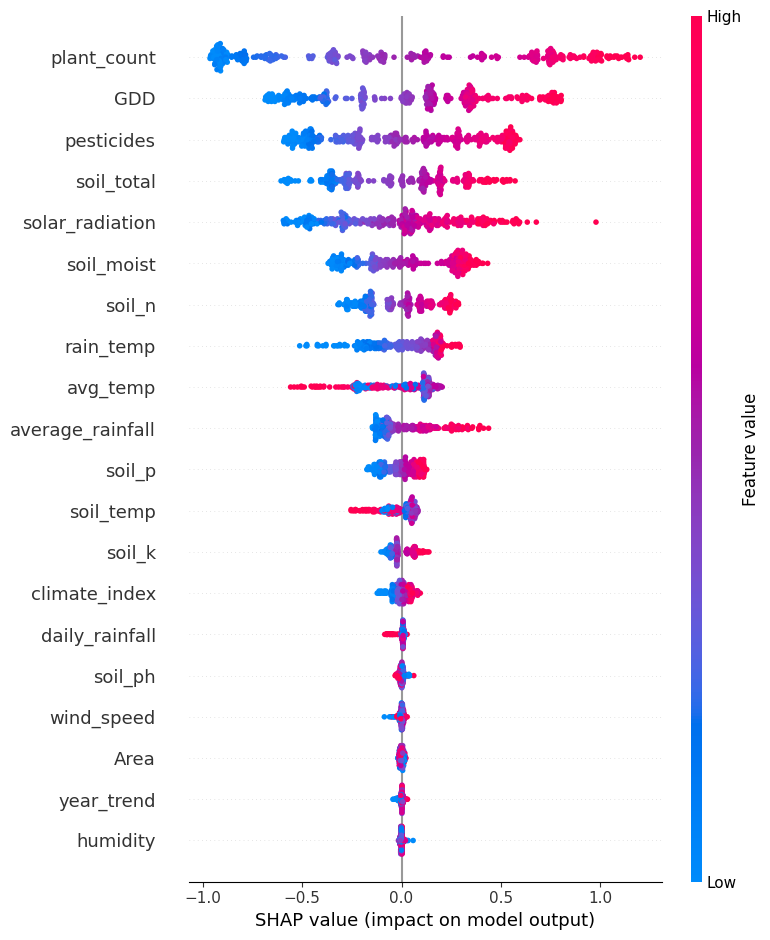 High
plant_count
GDD
pesticides
soil_total
solar_radiation
soil_moist
soil_n
rain_temp
avg_temp
average_rainfall
soil_p
soil_temp
soil_k
climate_index
daily_rainfall
soil_ph
wind_speed
Area
year_trend
humidity
Feature value
Low
−1.0 −0.5 0.0 0.5 1.0
SHAP value (impact on model output)